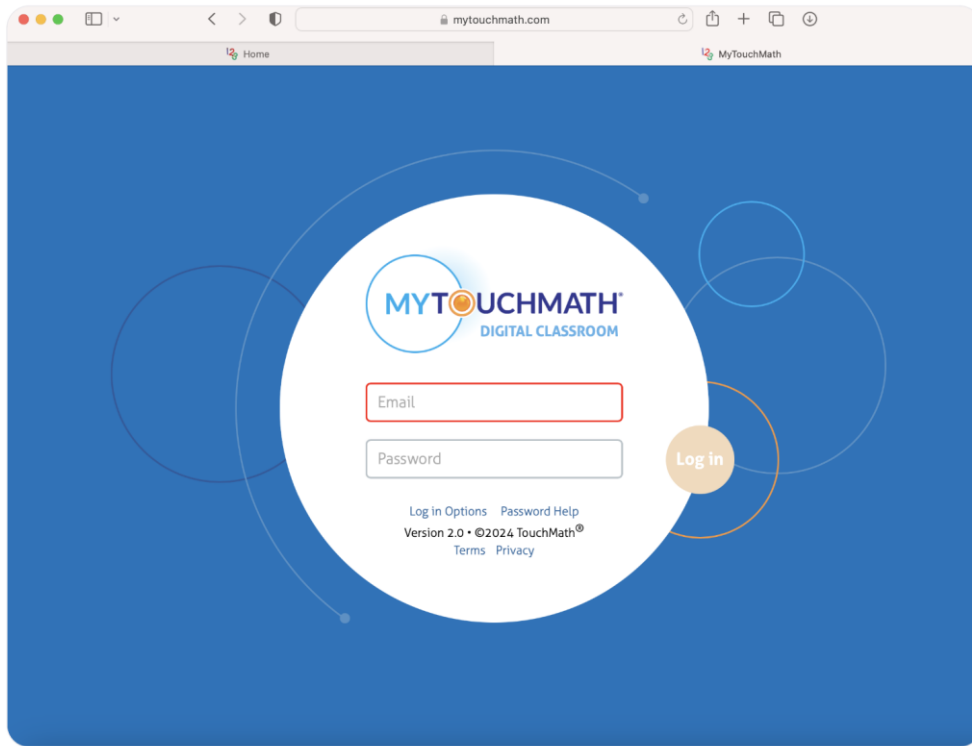 mytouchmath.com
Home
MyTouchMath
MYTOUCHMATH®
DIGITAL CLASSROOM
Email
Password
Log in
Log in Options Password Help
Version 2.0 • ©2024 TouchMath®
Terms Privacy